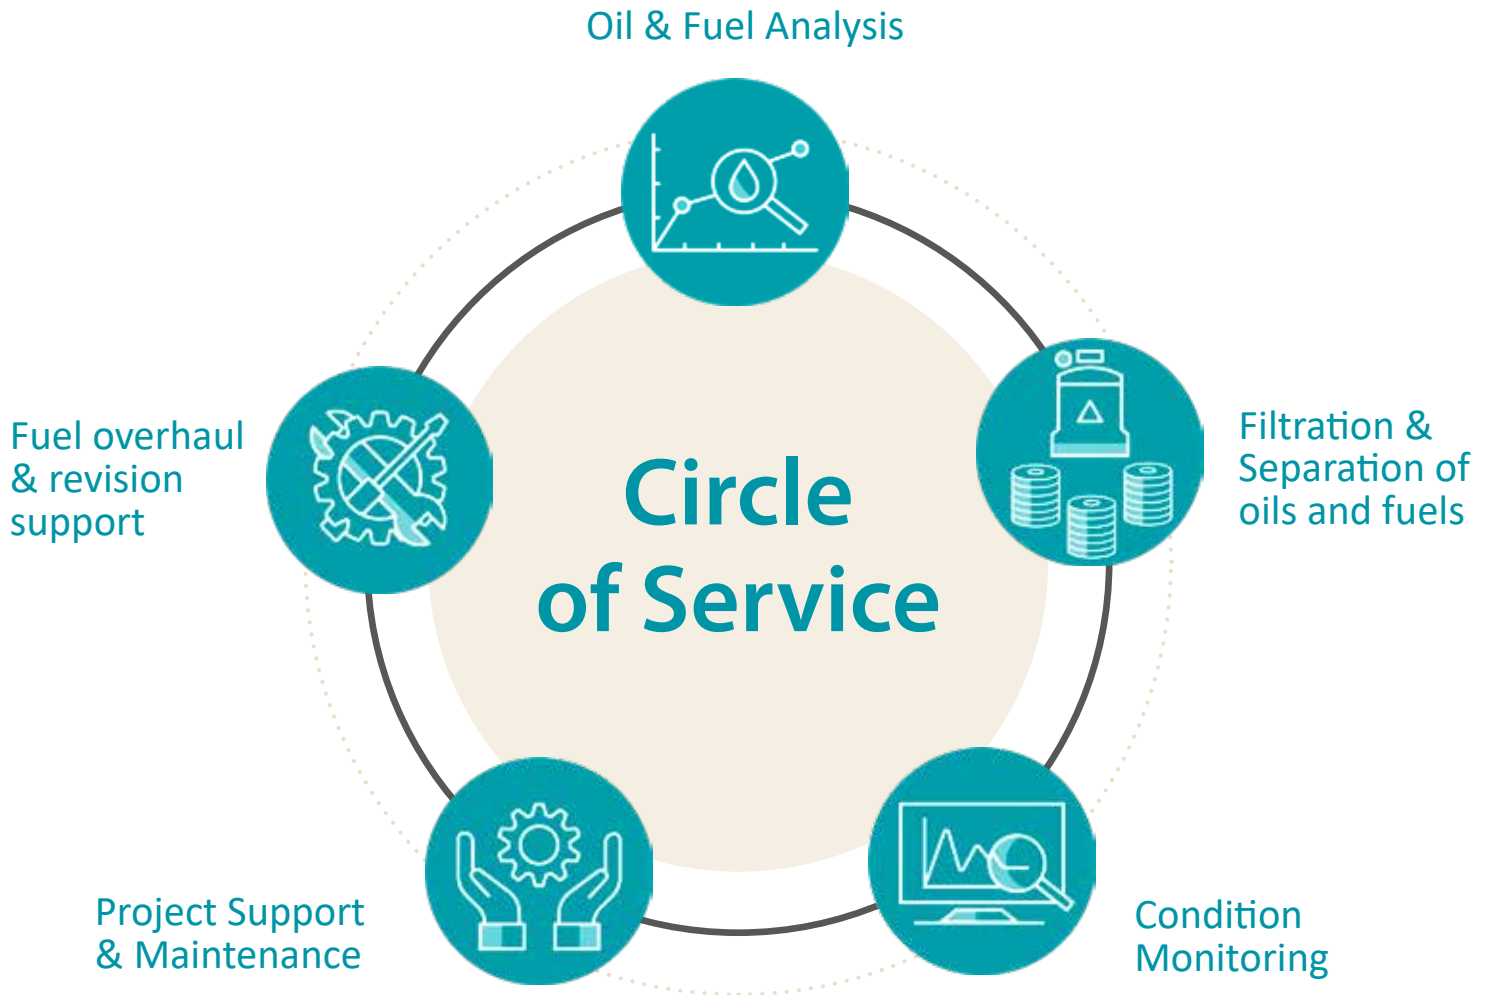 Oil & Fuel Analysis
Filtration &
Separation of
oils and fuels
Fuel overhaul
& revision
support
Circle
of Service
Project Support
& Maintenance
Condition
Monitoring